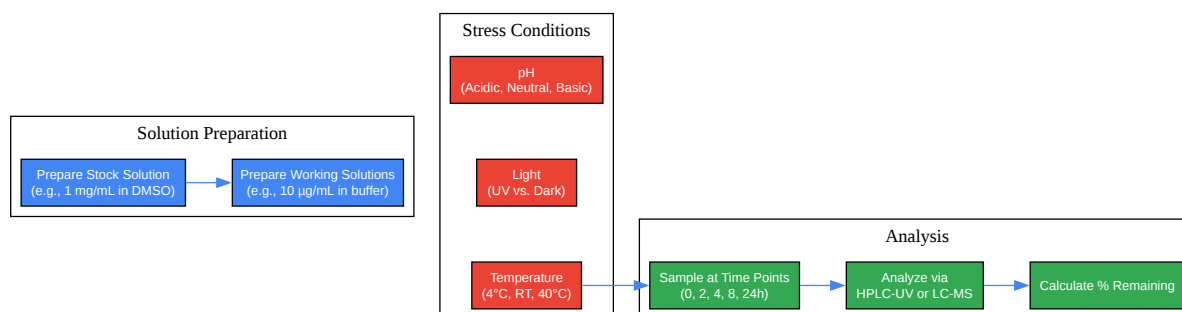 Solution Preparation
Prepare Stock Solution
(e.g., 1 mg/mL in DMSO)
Prepare Working Solutions
(e.g., 10 µg/mL in buffer)
Stress Conditions
pH
(Acidic, Neutral, Basic)
Light
(UV vs. Dark)
Temperature
(4°C, RT, 40°C)
Analysis
Sample at Time Points
(0, 2, 4, 8, 24h)
Analyze via
HPLC-UV or LC-MS
Calculate % Remaining